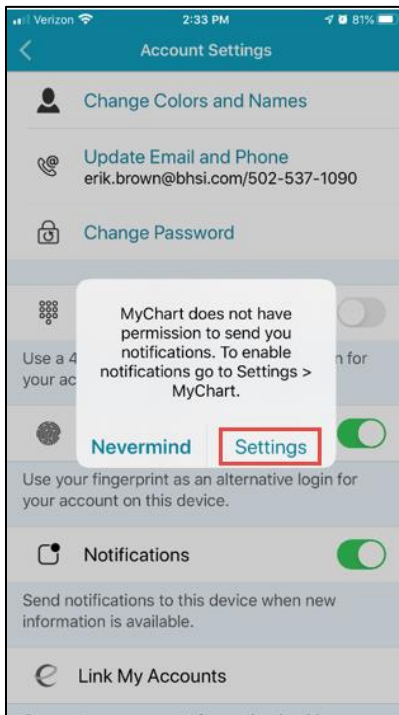 Verizon 2:33 PM 81%
Account Settings
Change Colors and Names
Update Email and Phone
erik.brown@bhsi.com/502-537-1090
Change Password
MyChart does not have
permission to send you
notifications. To enable
notifications go to Settings >
MyChart.
Nevermind Settings
Use a 4 n for
your ac
Use your fingerprint as an alternative login for
your account on this device.
Notifications
Send notifications to this device when new
information is available.
Link My Accounts